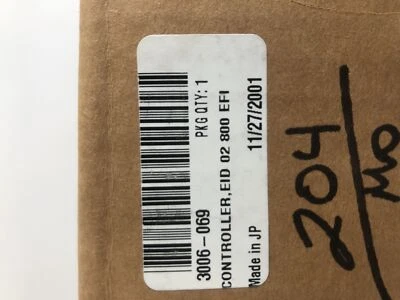 3006-069 PKG QTY: 1
CONTROLLER,EID 02 800 EFI
Made in JP 11/27/2001
204